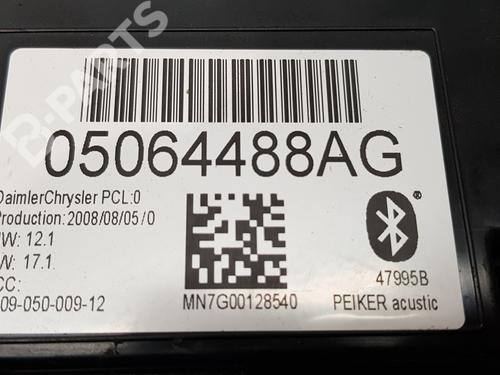 B-PARTS
05064488AG
DaimlerChrysler PCL:0
Production: 2008/08/05/0
HW: 12.1
W: 17.1
CC:
09-050-009-12
MN7G00128540
®
47995B
PEIKER acustic